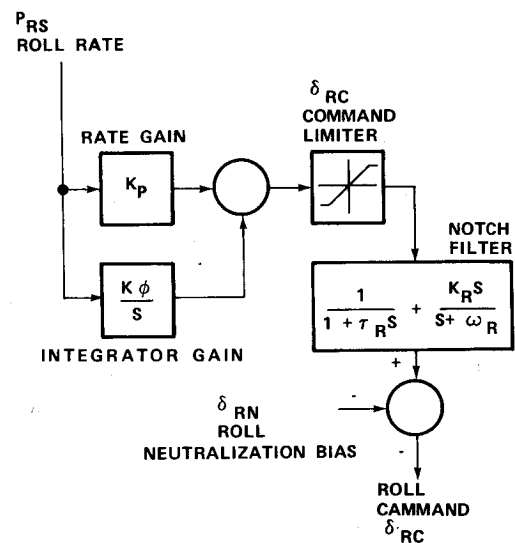 P_RS
ROLL RATE
δ_RC
COMMAND
LIMITER
RATE GAIN
K_P
NOTCH
FILTER
K φ
S
1
1 + τ_R S
+
K_R S
S + ω_R
INTEGRATOR GAIN
+
δ_RN
ROLL
NEUTRALIZATION BIAS
-
-
ROLL
CAMMAND
δ_RC